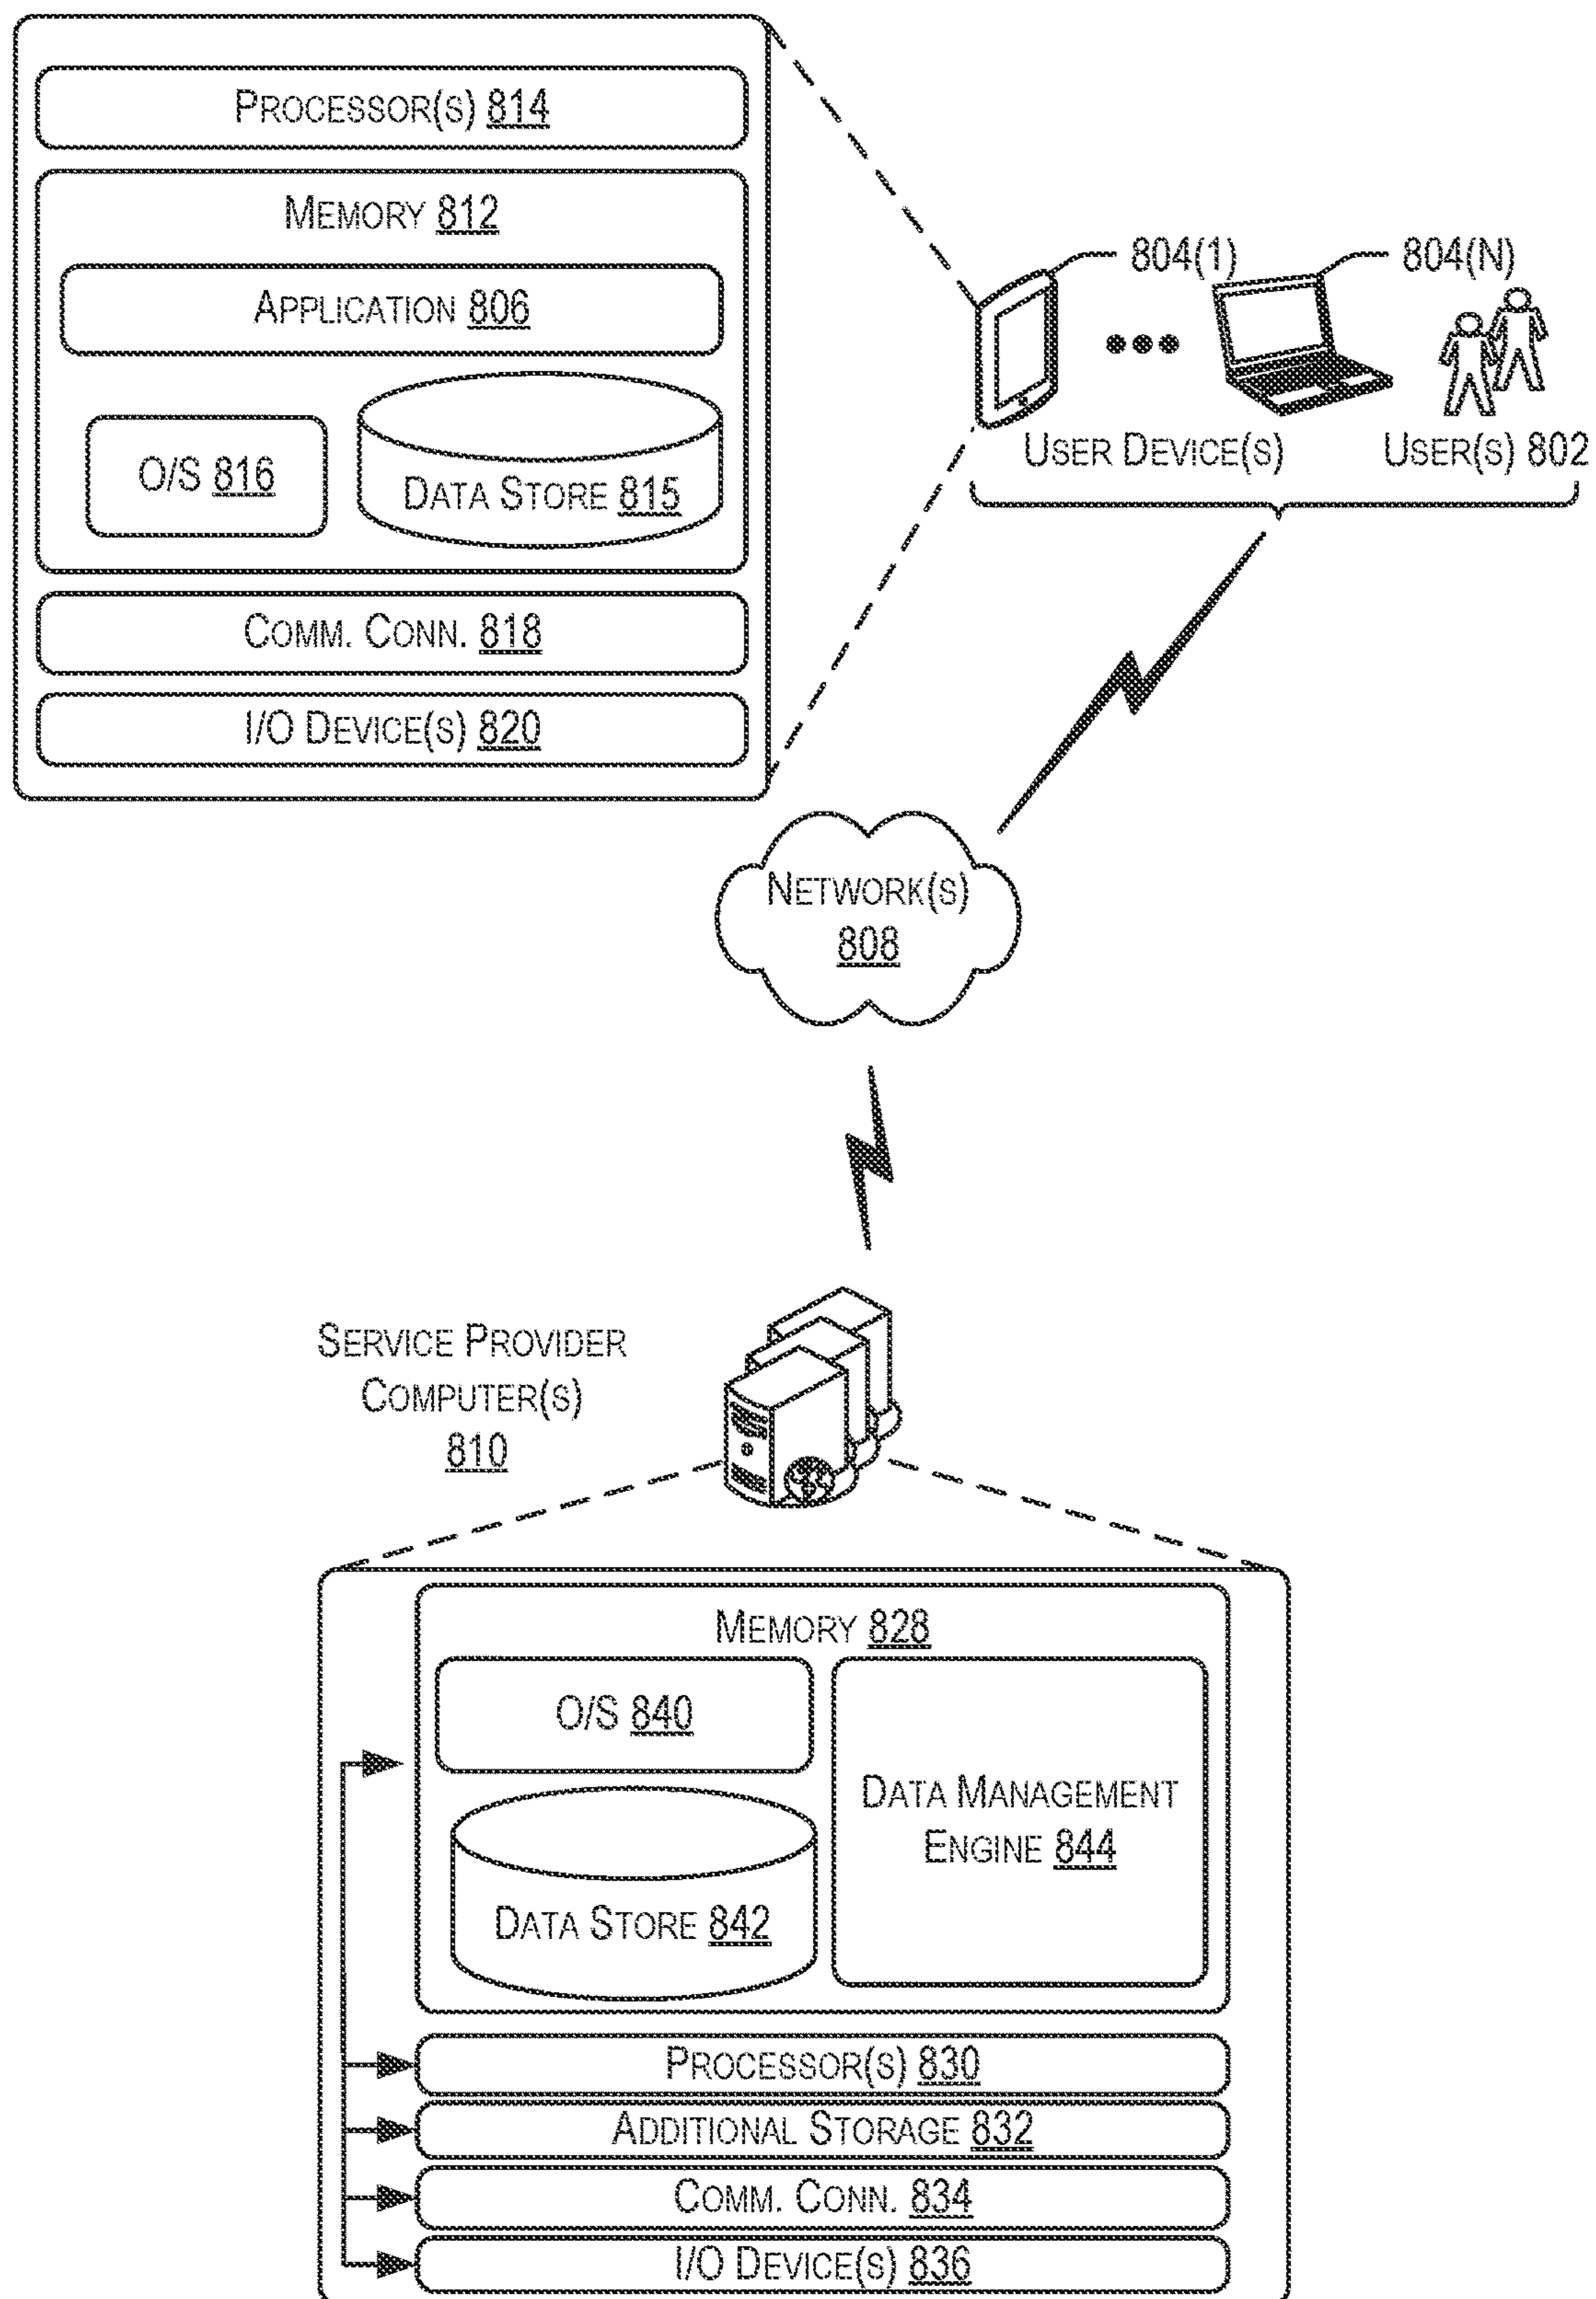 PROCESSOR(S) 814
MEMORY 812
APPLICATION 806
O/S 816
DATA STORE 815
COMM. CONN. 818
I/O DEVICE(S) 820
804(1)
804(N)
USER DEVICE(S)
USER(S) 802
NETWORK(S)
808
SERVICE PROVIDER
COMPUTER(S)
810
MEMORY 828
O/S 840
DATA STORE 842
DATA MANAGEMENT
ENGINE 844
PROCESSOR(S) 830
ADDITIONAL STORAGE 832
COMM. CONN. 834
I/O DEVICE(S) 836